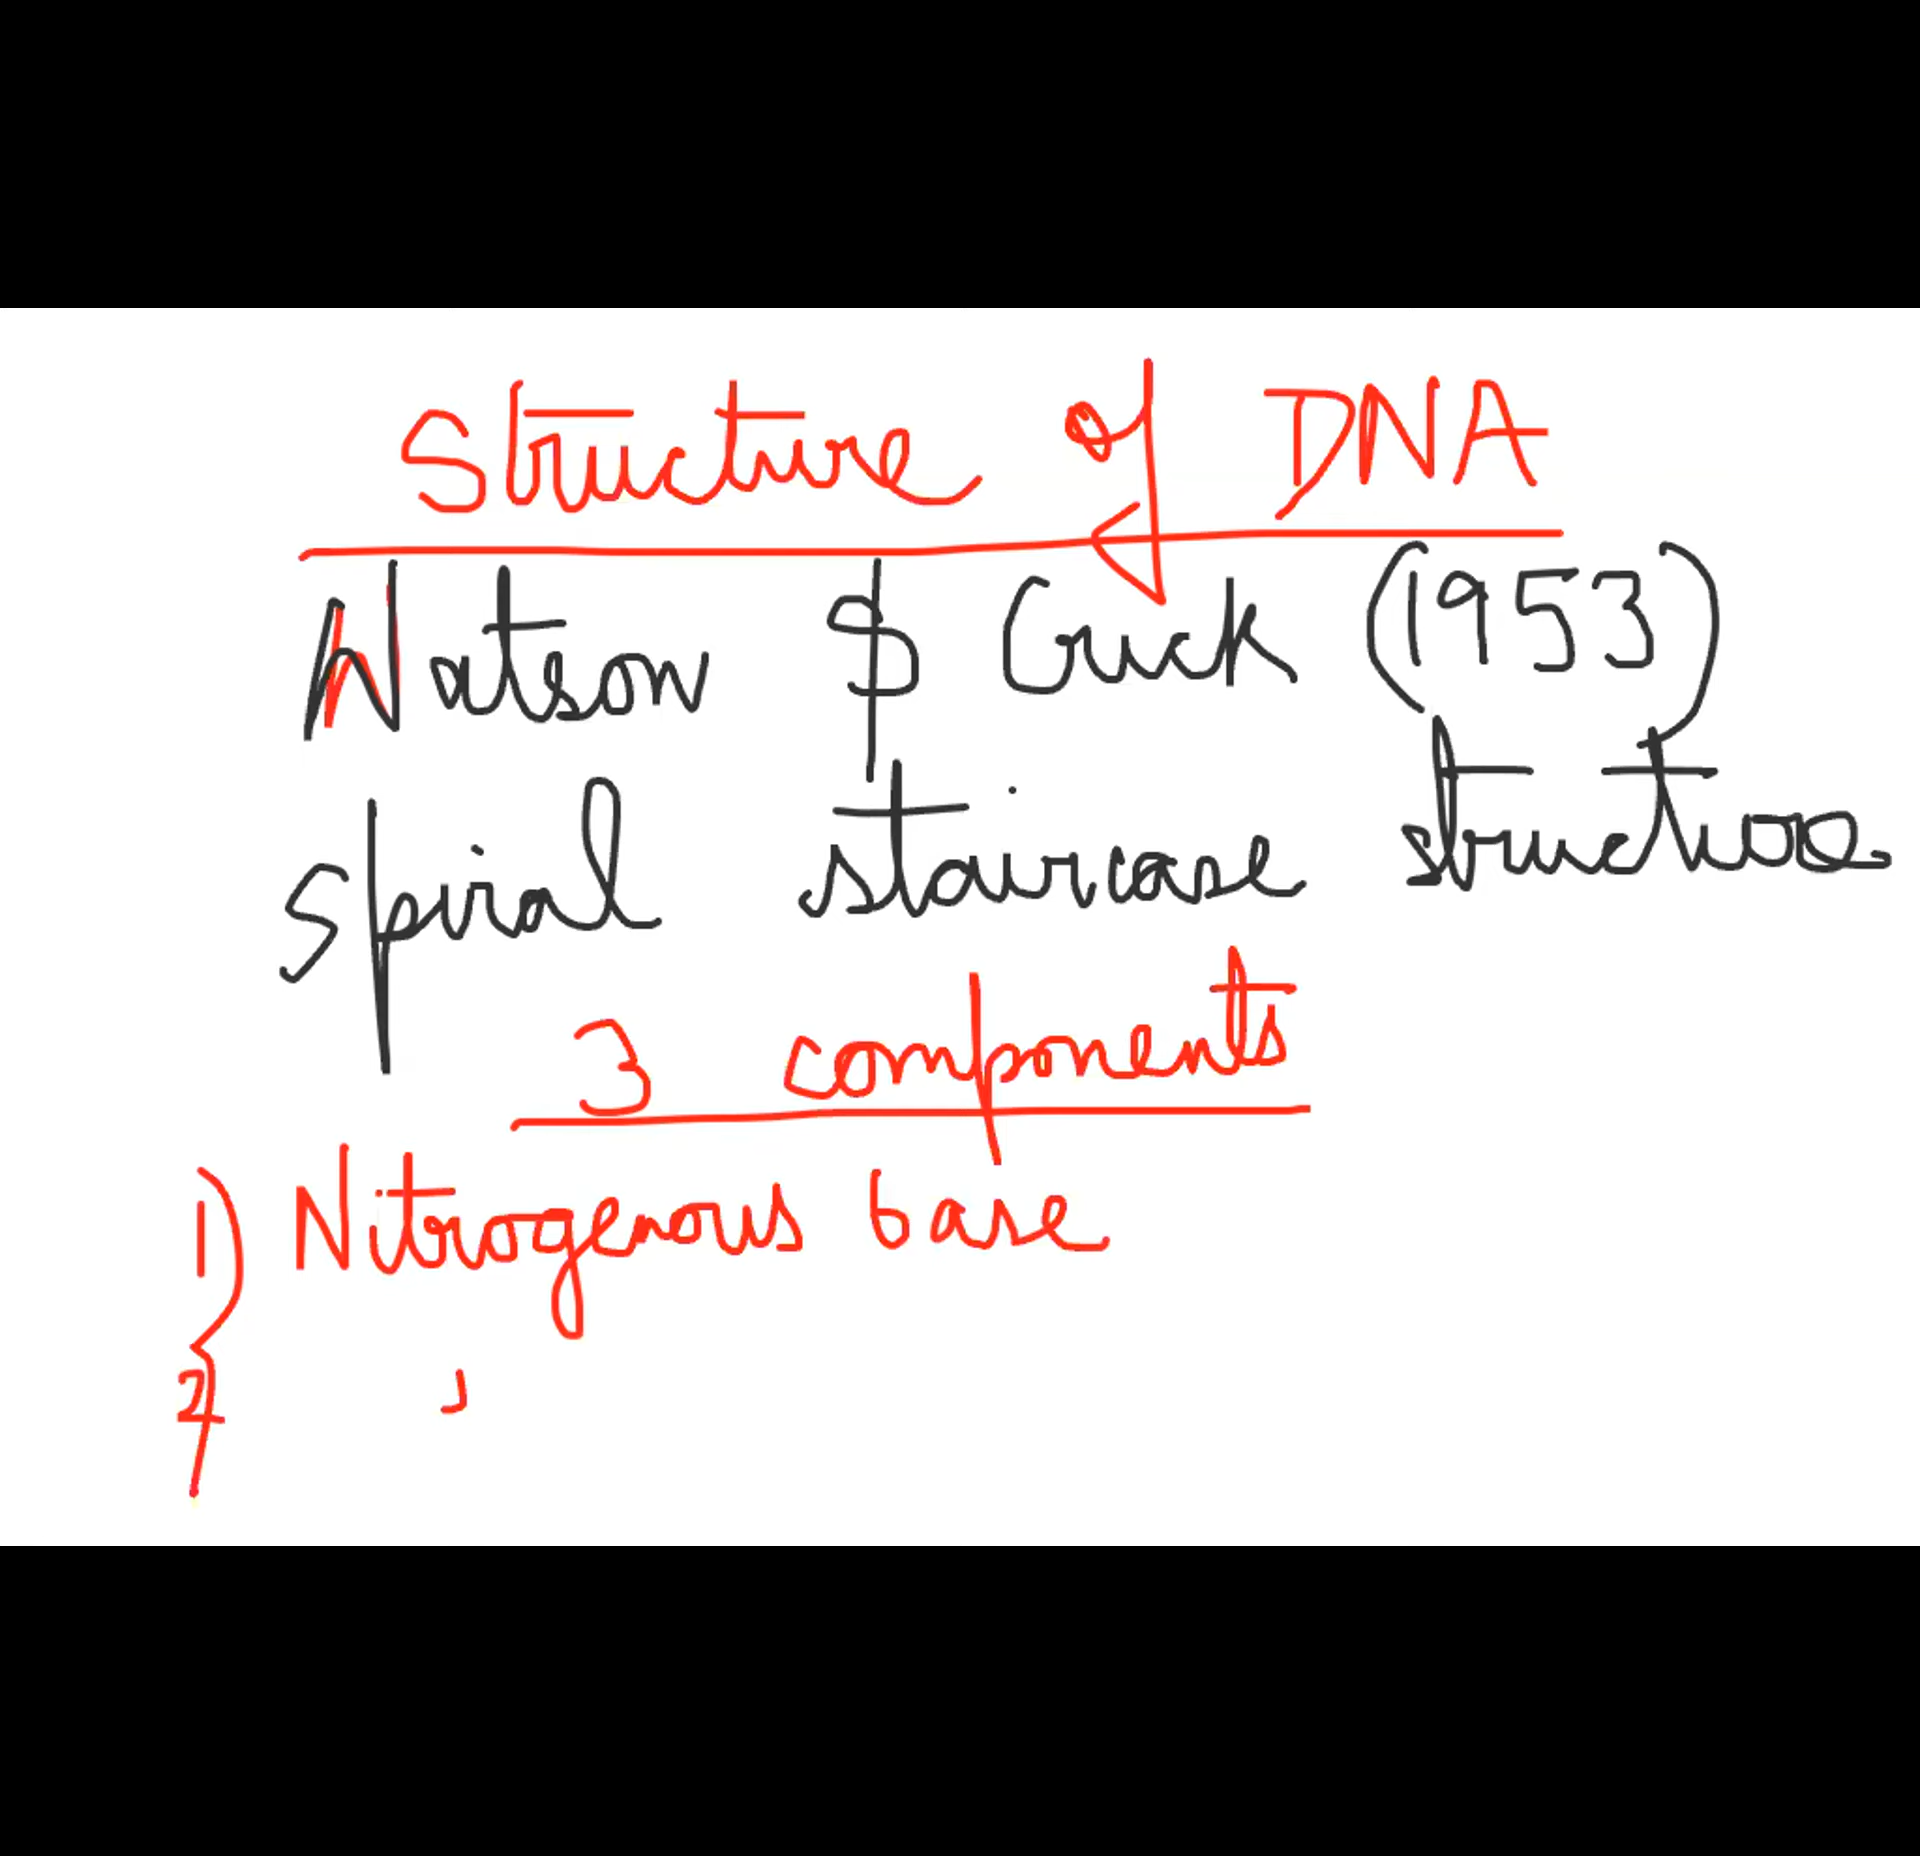 Structure of DNA
Watson & Crick (1953)
Spiral staircase structure
3 components
1) Nitrogenous base
2)